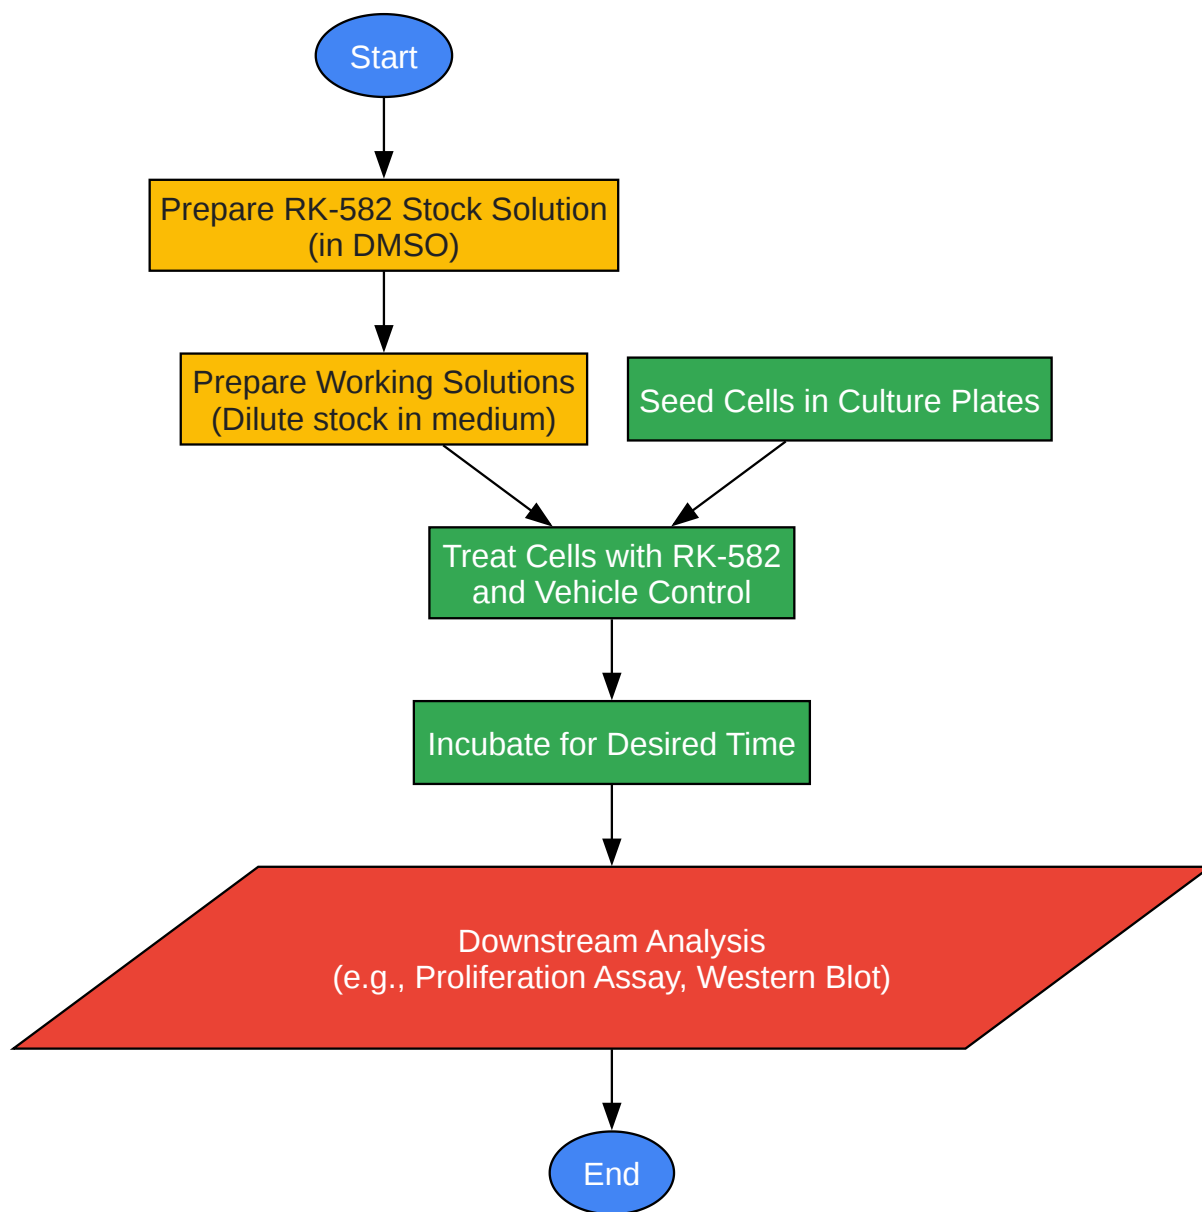 Start
Prepare RK-582 Stock Solution
(in DMSO)
Prepare Working Solutions
(Dilute stock in medium)
Seed Cells in Culture Plates
Treat Cells with RK-582
and Vehicle Control
Incubate for Desired Time
Downstream Analysis
(e.g., Proliferation Assay, Western Blot)
End